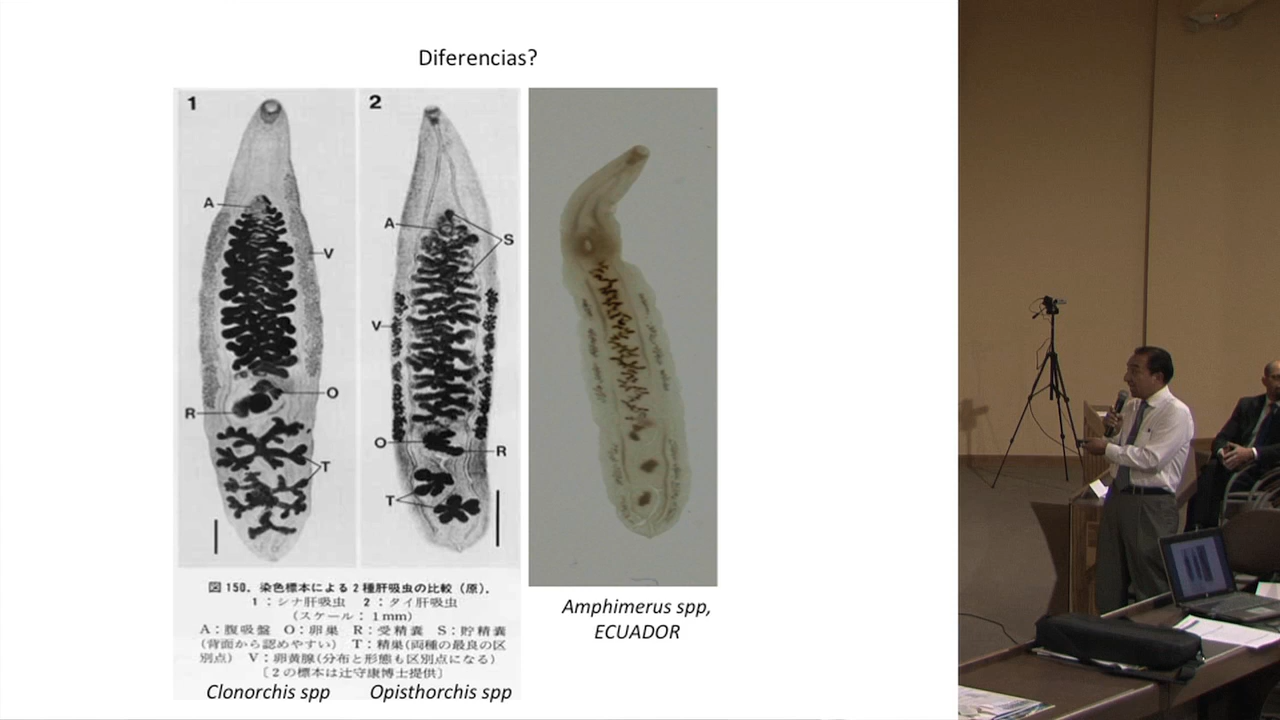 Diferencias?
1
2
A
V
O
R
T
A
S
V
O
R
T
図 150. 染色標本による 2 種肝吸虫の比較 (原).
1 : シナ肝吸虫 2 : タイ肝吸虫
(スケール : 1 mm)
A : 腹吸盤 O : 卵巣 R : 受精嚢 S : 貯精嚢
(背面から認めやすい) T : 精巣(両種の最良の区
別点) V : 卵黄腺(分布と形態も区別点になる)
〔2 の標本は辻守康博士提供〕
Clonorchis spp
Opisthorchis spp
Amphimerus spp,
ECUADOR